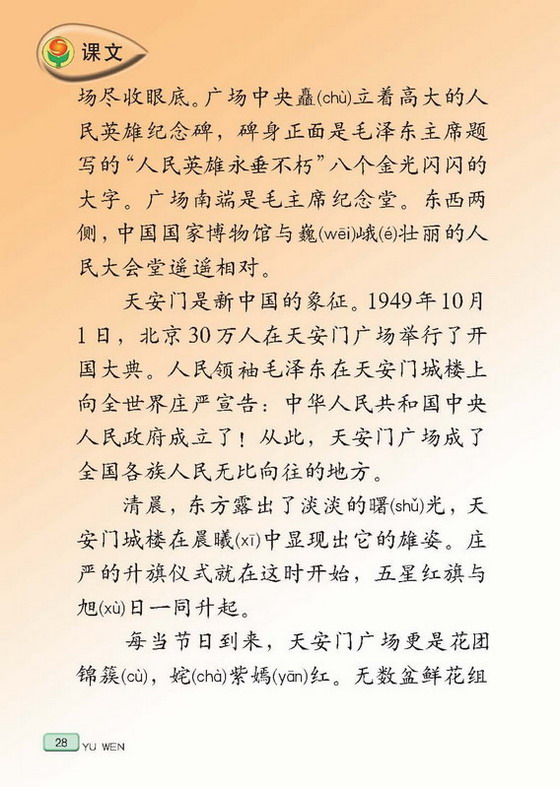 课文
场尽收眼底。广场中央矗(chù)立着高大的人
民英雄纪念碑，碑身正面是毛泽东主席题
写的“人民英雄永垂不朽”八个金光闪闪的
大字。广场南端是毛主席纪念堂。东西两
侧，中国国家博物馆与巍(wēi)峨(é)壮丽的人
民大会堂遥遥相对。
天安门是新中国的象征。1949年10月
1日，北京30万人在天安门广场举行了开
国大典。人民领袖毛泽东在天安门城楼上
向全世界庄严宣告：中华人民共和国中央
人民政府成立了！从此，天安门广场成了
全国各族人民无比向往的地方。
清晨，东方露出了淡淡的曙(shǔ)光，天
安门城楼在晨曦(xī)中显现出它的雄姿。庄
严的升旗仪式就在这时开始，五星红旗与
旭(xù)日一同升起。
每当节日到来，天安门广场更是花团
锦簇(cù)，姹(chà)紫嫣(yān)红。无数盆鲜花组
28 YU WEN